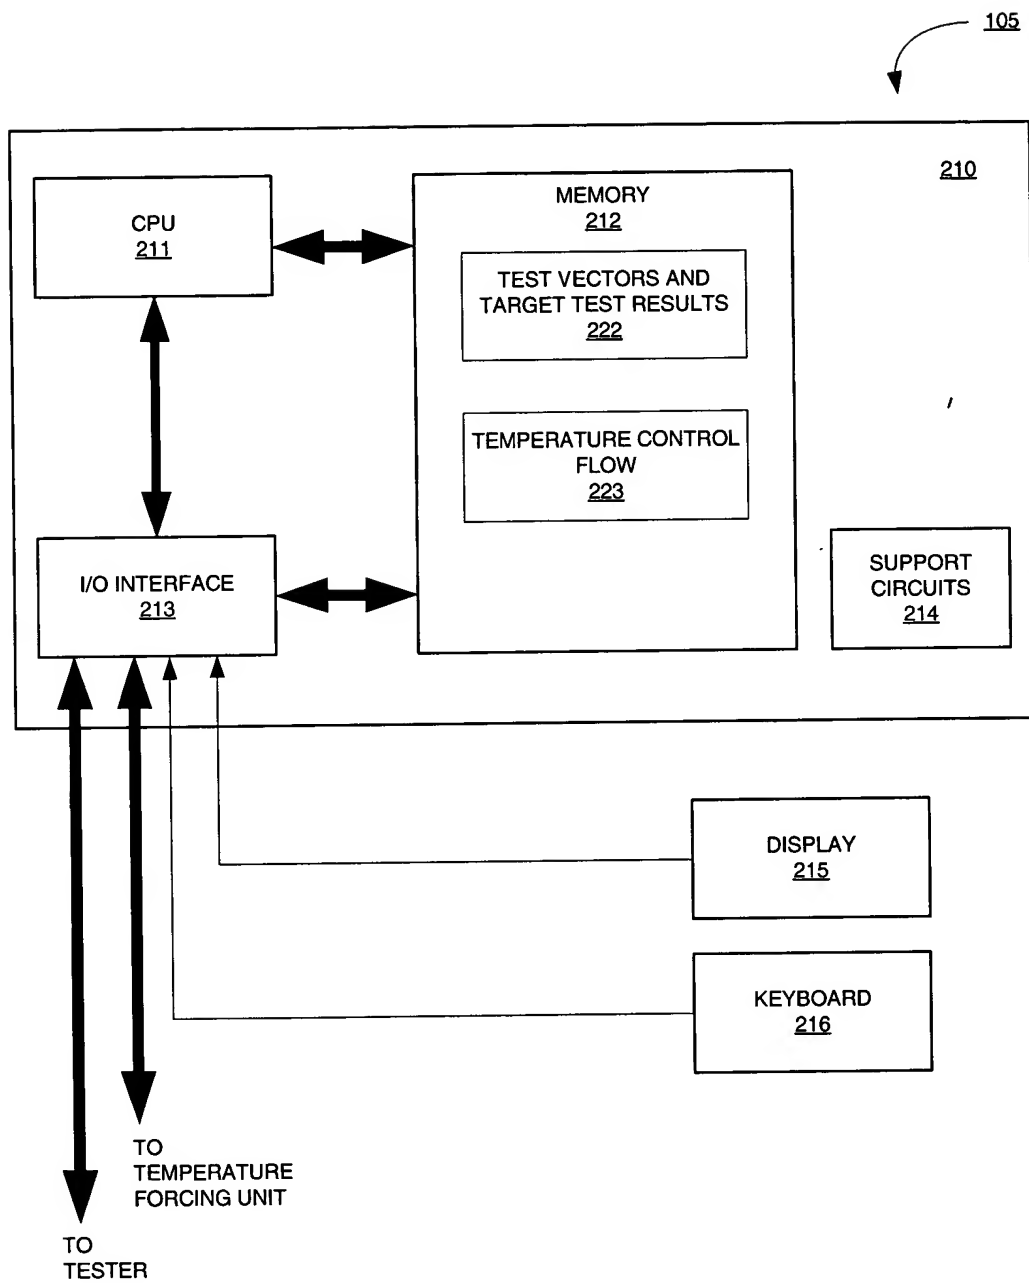 105
210
CPU
211
MEMORY
212
TEST VECTORS AND
TARGET TEST RESULTS
222
TEMPERATURE CONTROL
FLOW
223
I/O INTERFACE
213
SUPPORT
CIRCUITS
214
DISPLAY
215
KEYBOARD
216
TO
TEMPERATURE
FORCING UNIT
TO
TESTER